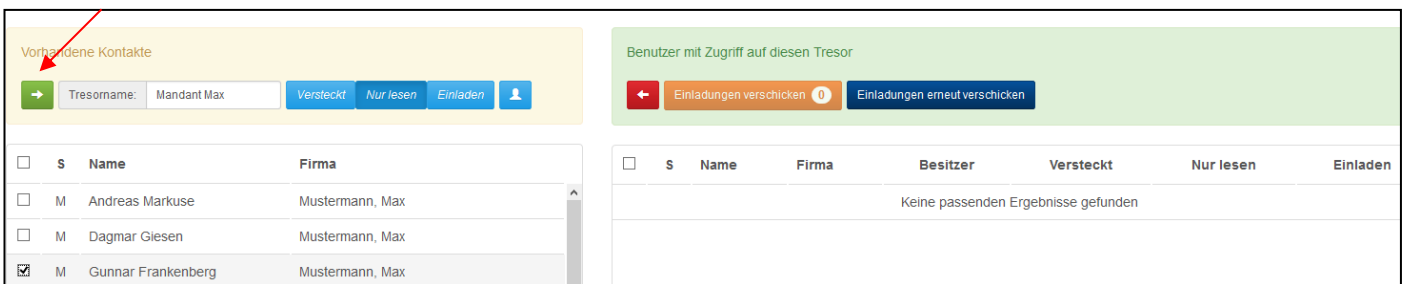 Vorhandene Kontakte
Tresorname: Mandant Max Versteckt Nur lesen Einladen
S Name Firma
M Andreas Markuse Mustermann, Max
M Dagmar Giesen Mustermann, Max
M Gunnar Frankenberg Mustermann, Max
Benutzer mit Zugriff auf diesen Tresor
Einladungen verschicken 0 Einladungen erneut verschicken
S Name Firma Besitzer Versteckt Nur lesen Einladen
Keine passenden Ergebnisse gefunden